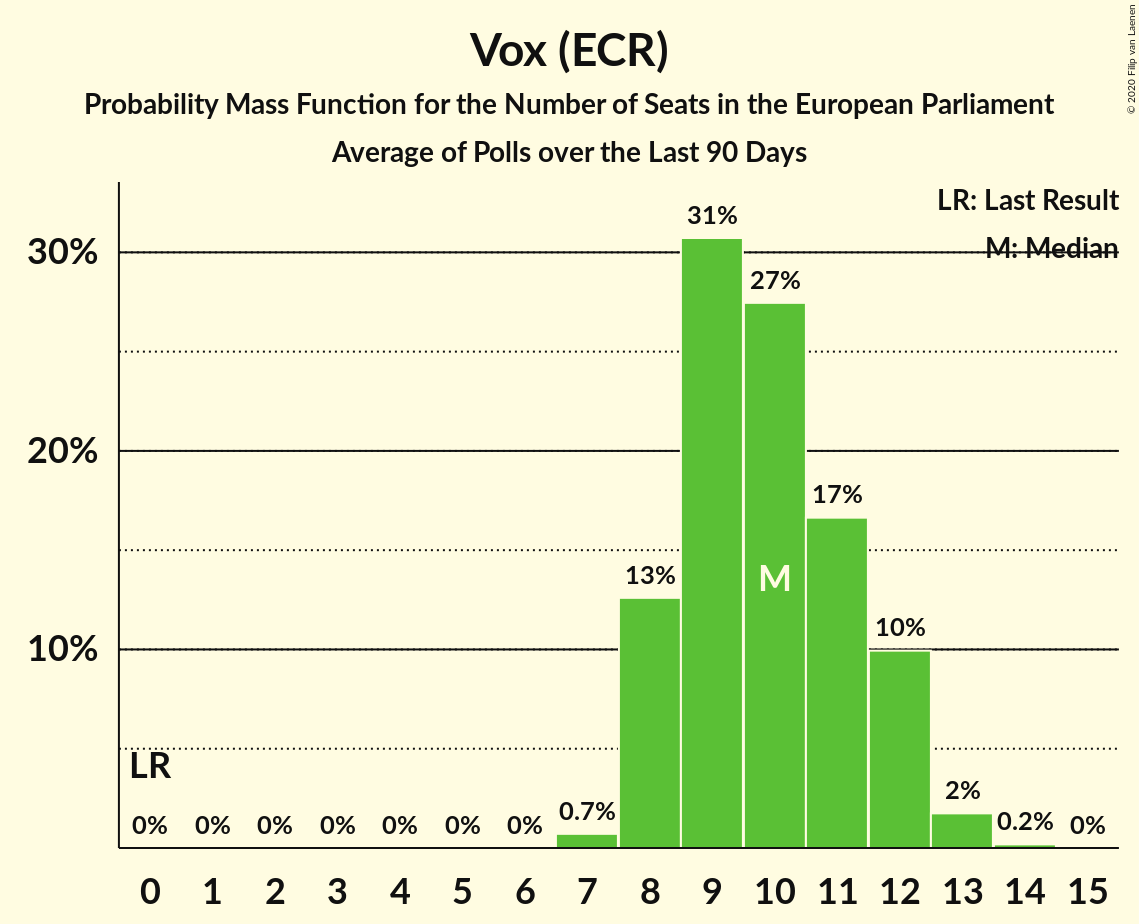 Vox (ECR)
Probability Mass Function for the Number of Seats in the European Parliament
Average of Polls over the Last 90 Days
© 2020 Filip van Laenen
LR: Last Result
M: Median
30%
20%
10%
31%
27%
17%
13%
M
10%
LR
2%
0% 0% 0% 0% 0% 0% 0% 0.7% 0.2% 0%
0 1 2 3 4 5 6 7 8 9 10 11 12 13 14 15